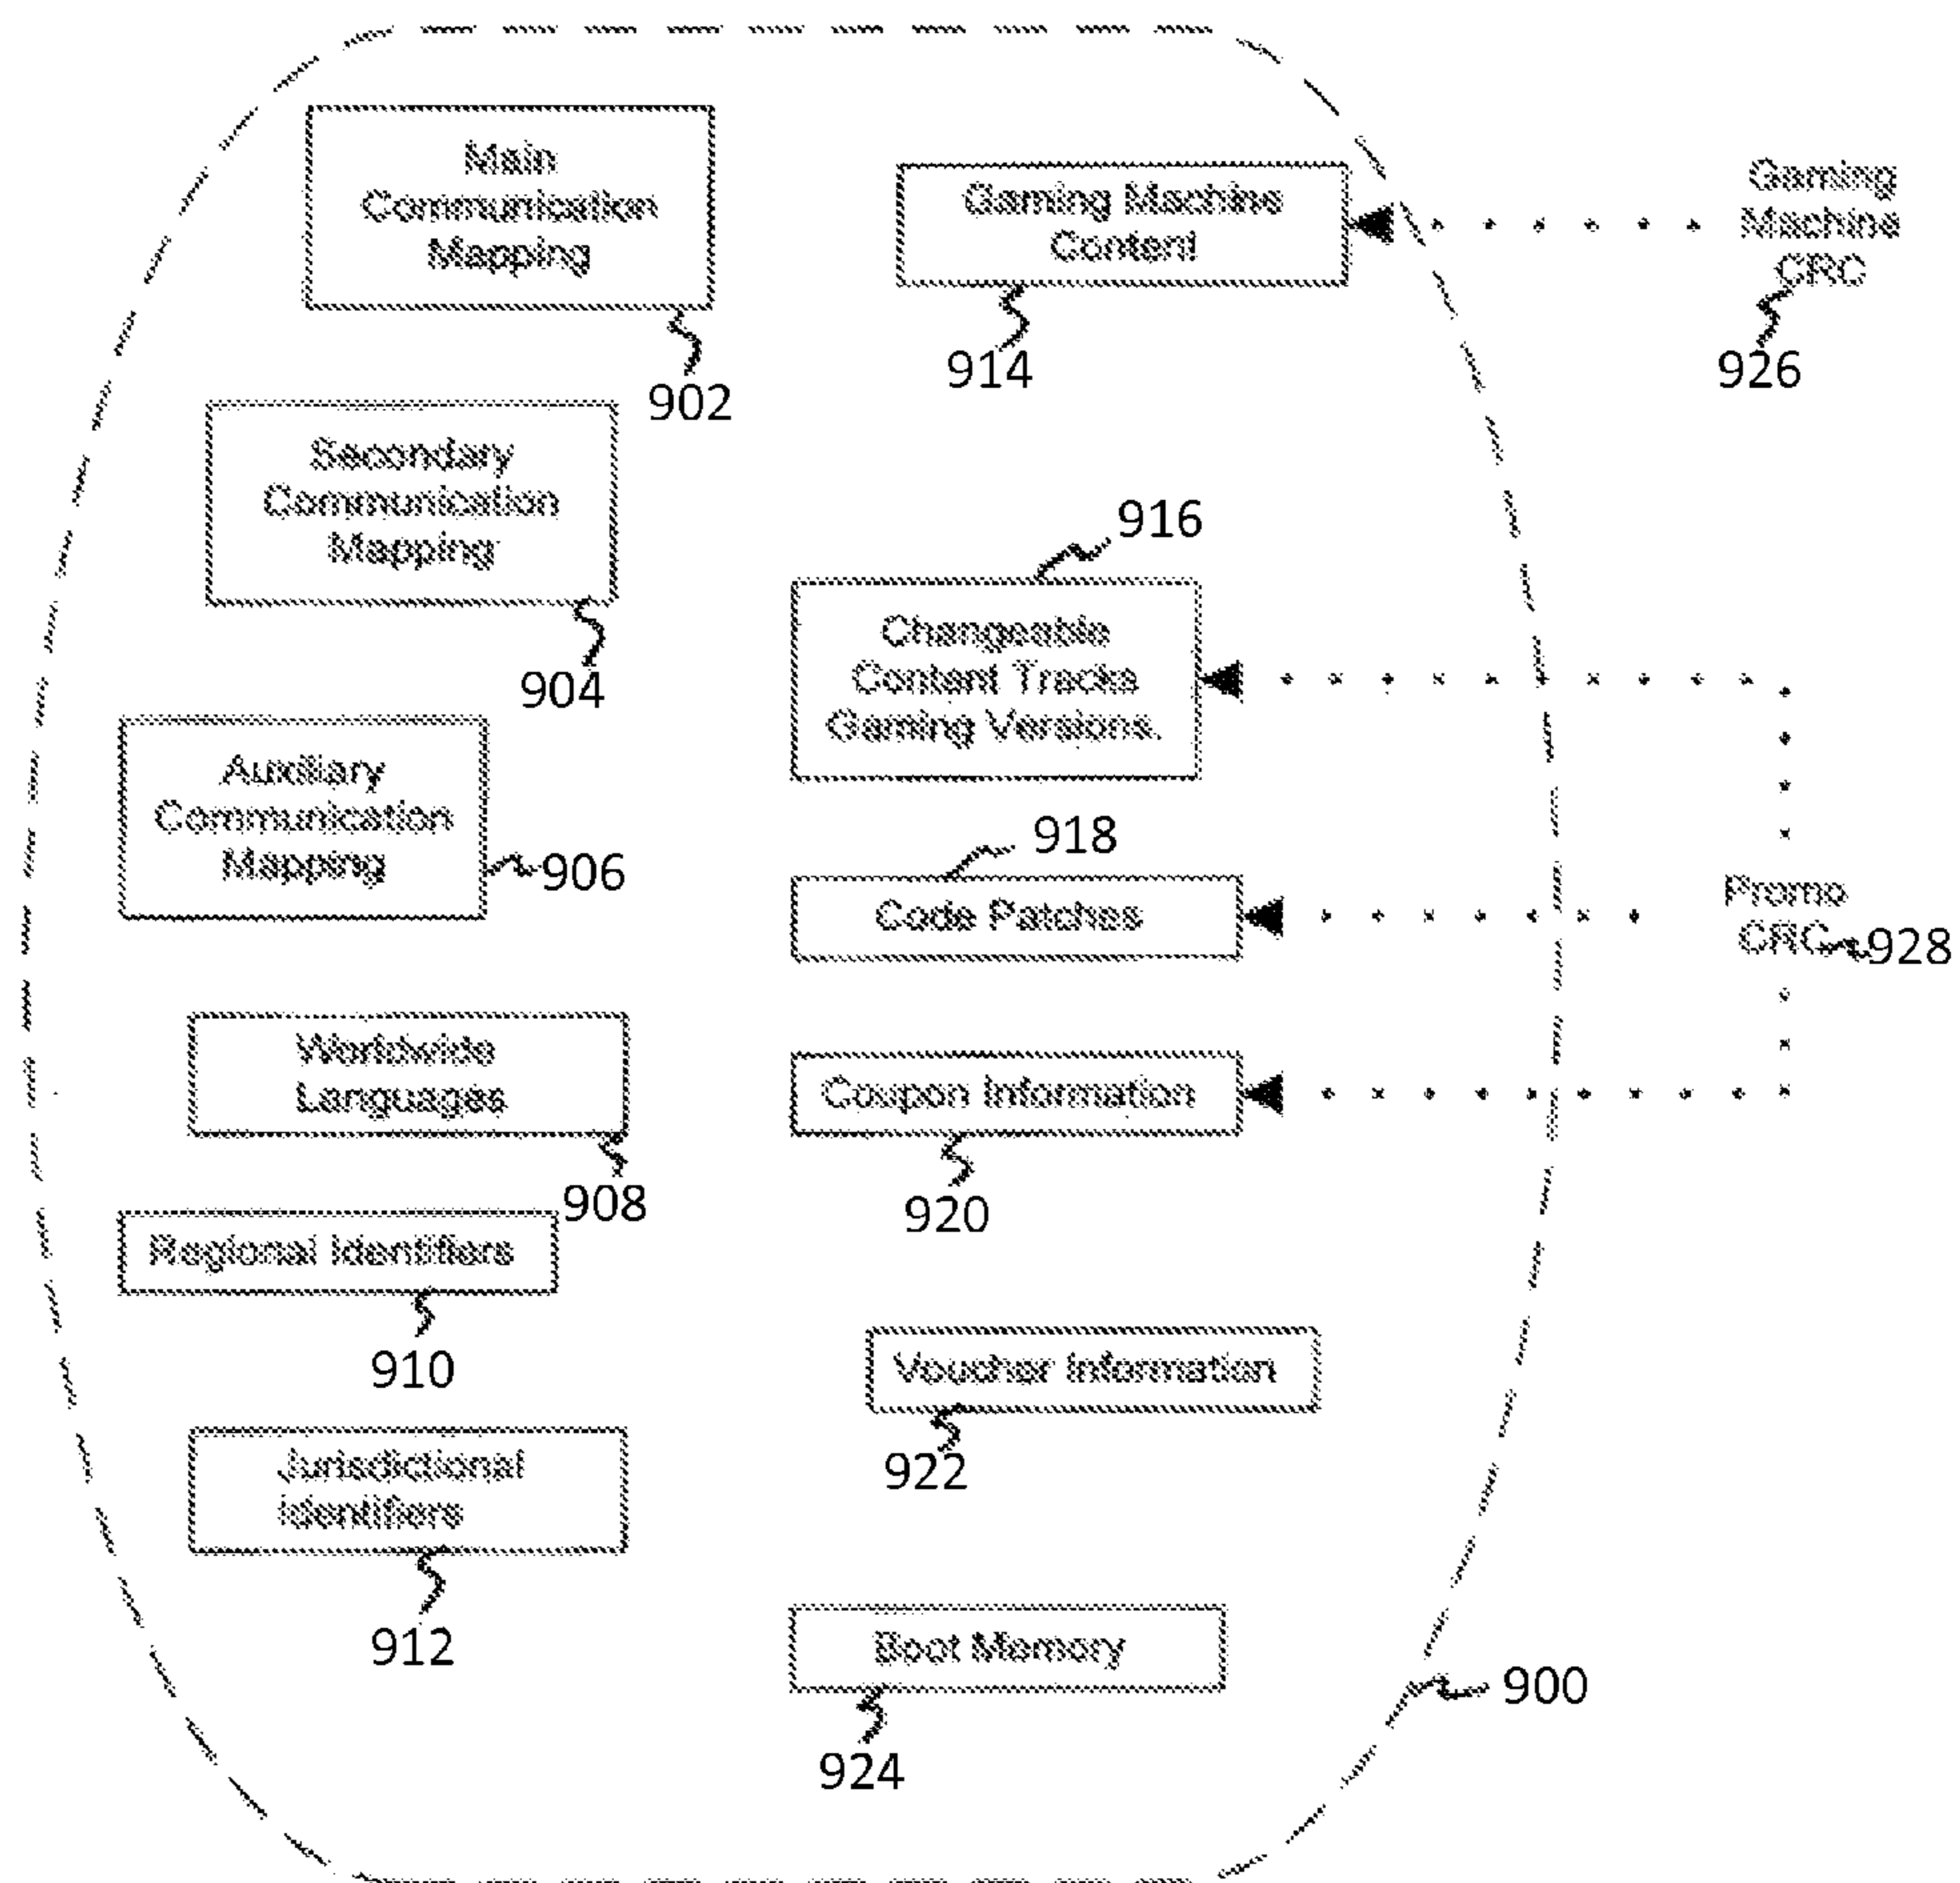 Main
Communication
Mapping
902
Gaming Machine
Content
914
Gaming
Machine
CRC
926
Secondary
Communication
Mapping
904
916
Changeable
Content Tracks
Gaming Versions.
Auxiliary
Communication
Mapping
906
918
Code Patches
Promo
CRC
928
Worldwide
Languages
908
Coupon Information
920
Regional Identifiers
910
Voucher Information
922
Jurisdictional
Identifiers
912
Boot Memory
924
900